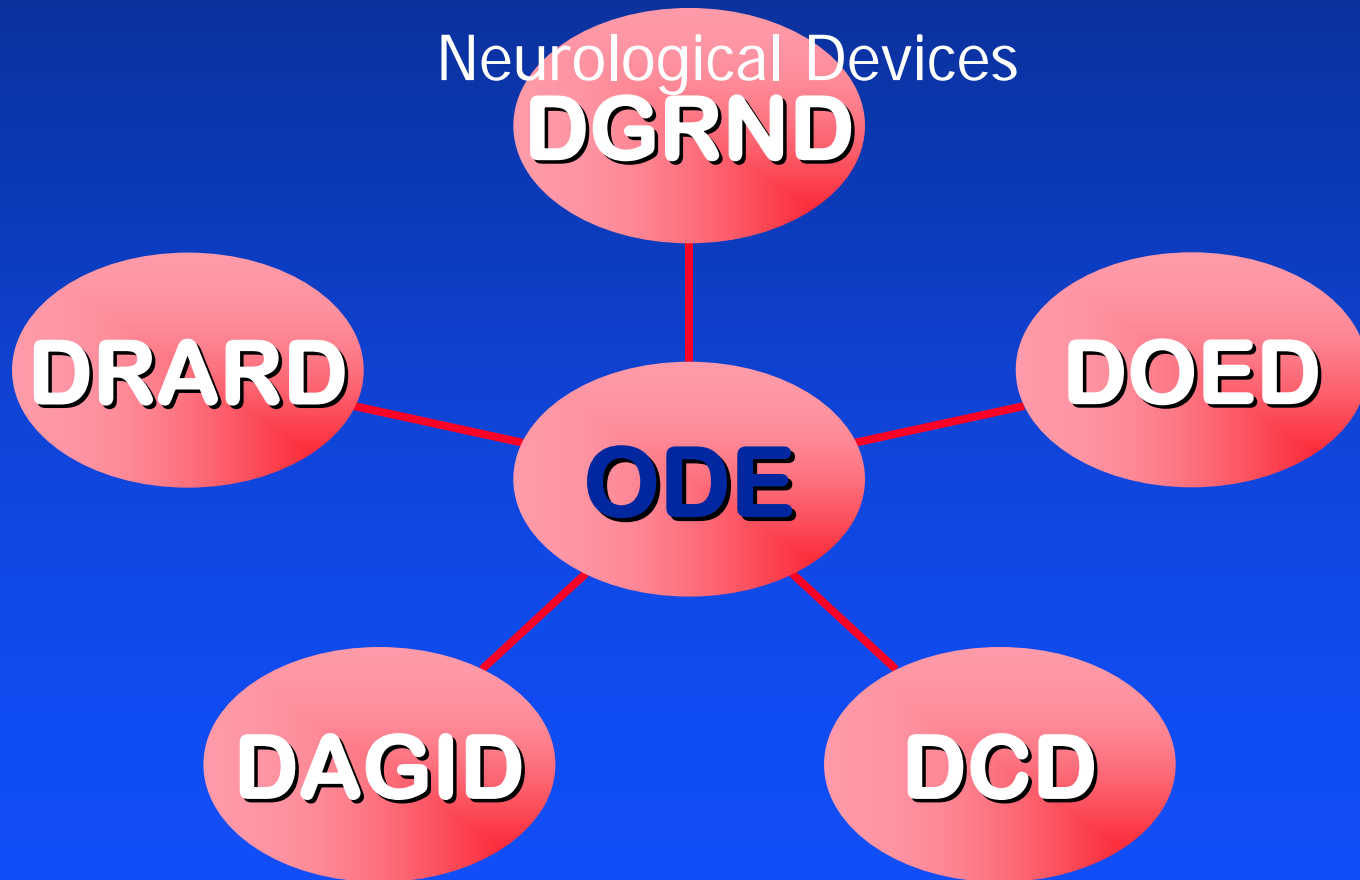 Neurological Devices
DGRND
DRARD
DOED
ODE
DAGID
DCD